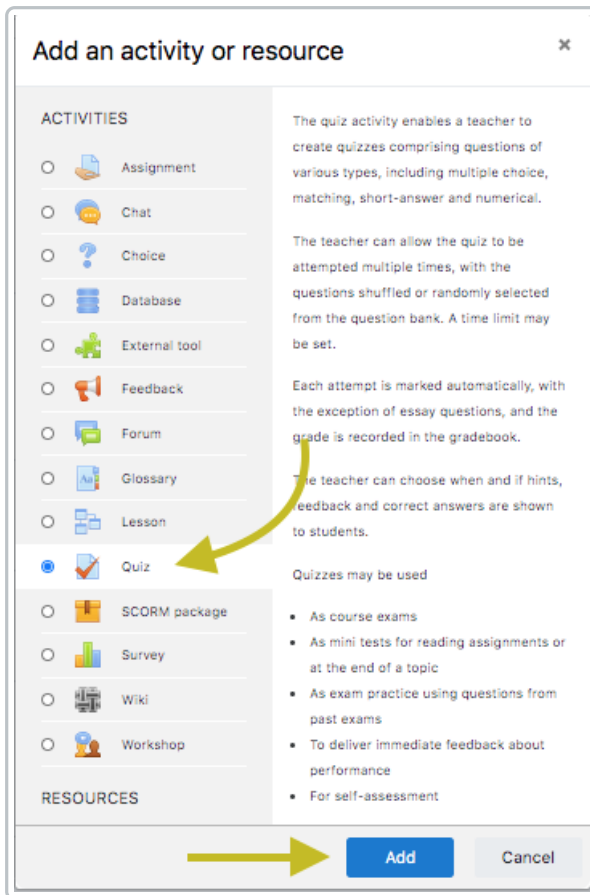 Add an activity or resource
×
ACTIVITIES
Assignment
Chat
Choice
Database
External tool
Feedback
Forum
Glossary
Lesson
Quiz
SCORM package
Survey
Wiki
Workshop
RESOURCES
The quiz activity enables a teacher to
create quizzes comprising questions of
various types, including multiple choice,
matching, short-answer and numerical.
The teacher can allow the quiz to be
attempted multiple times, with the
questions shuffled or randomly selected
from the question bank. A time limit may
be set.
Each attempt is marked automatically, with
the exception of essay questions, and the
grade is recorded in the gradebook.
The teacher can choose when and if hints,
feedback and correct answers are shown
to students.
Quizzes may be used
• As course exams
• As mini tests for reading assignments or
at the end of a topic
• As exam practice using questions from
past exams
• To deliver immediate feedback about
performance
• For self-assessment
Add
Cancel